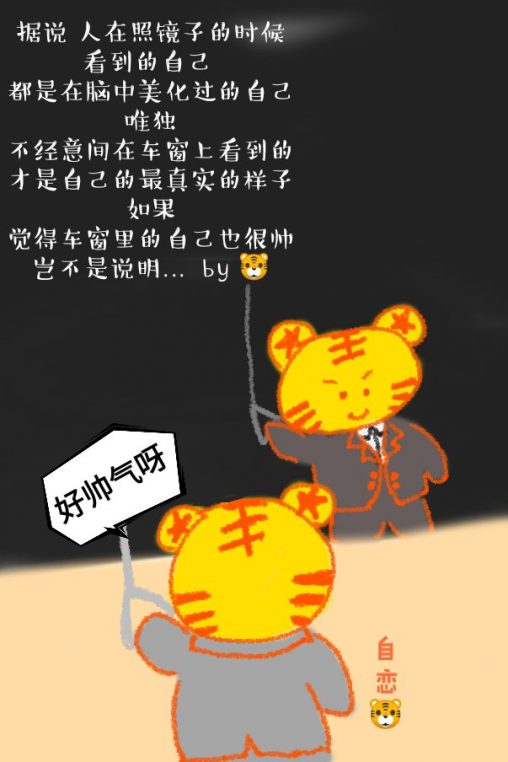 据说 人在照镜子的时候
看到的自己
都是在脑中美化过的自己
唯独
不经意间在车窗上看到的
才是自己的最真实的样子
如果
觉得车窗里的自己也很帅
岂不是说明... by🐯
王
好帅气呀
王
自
恋
🐯